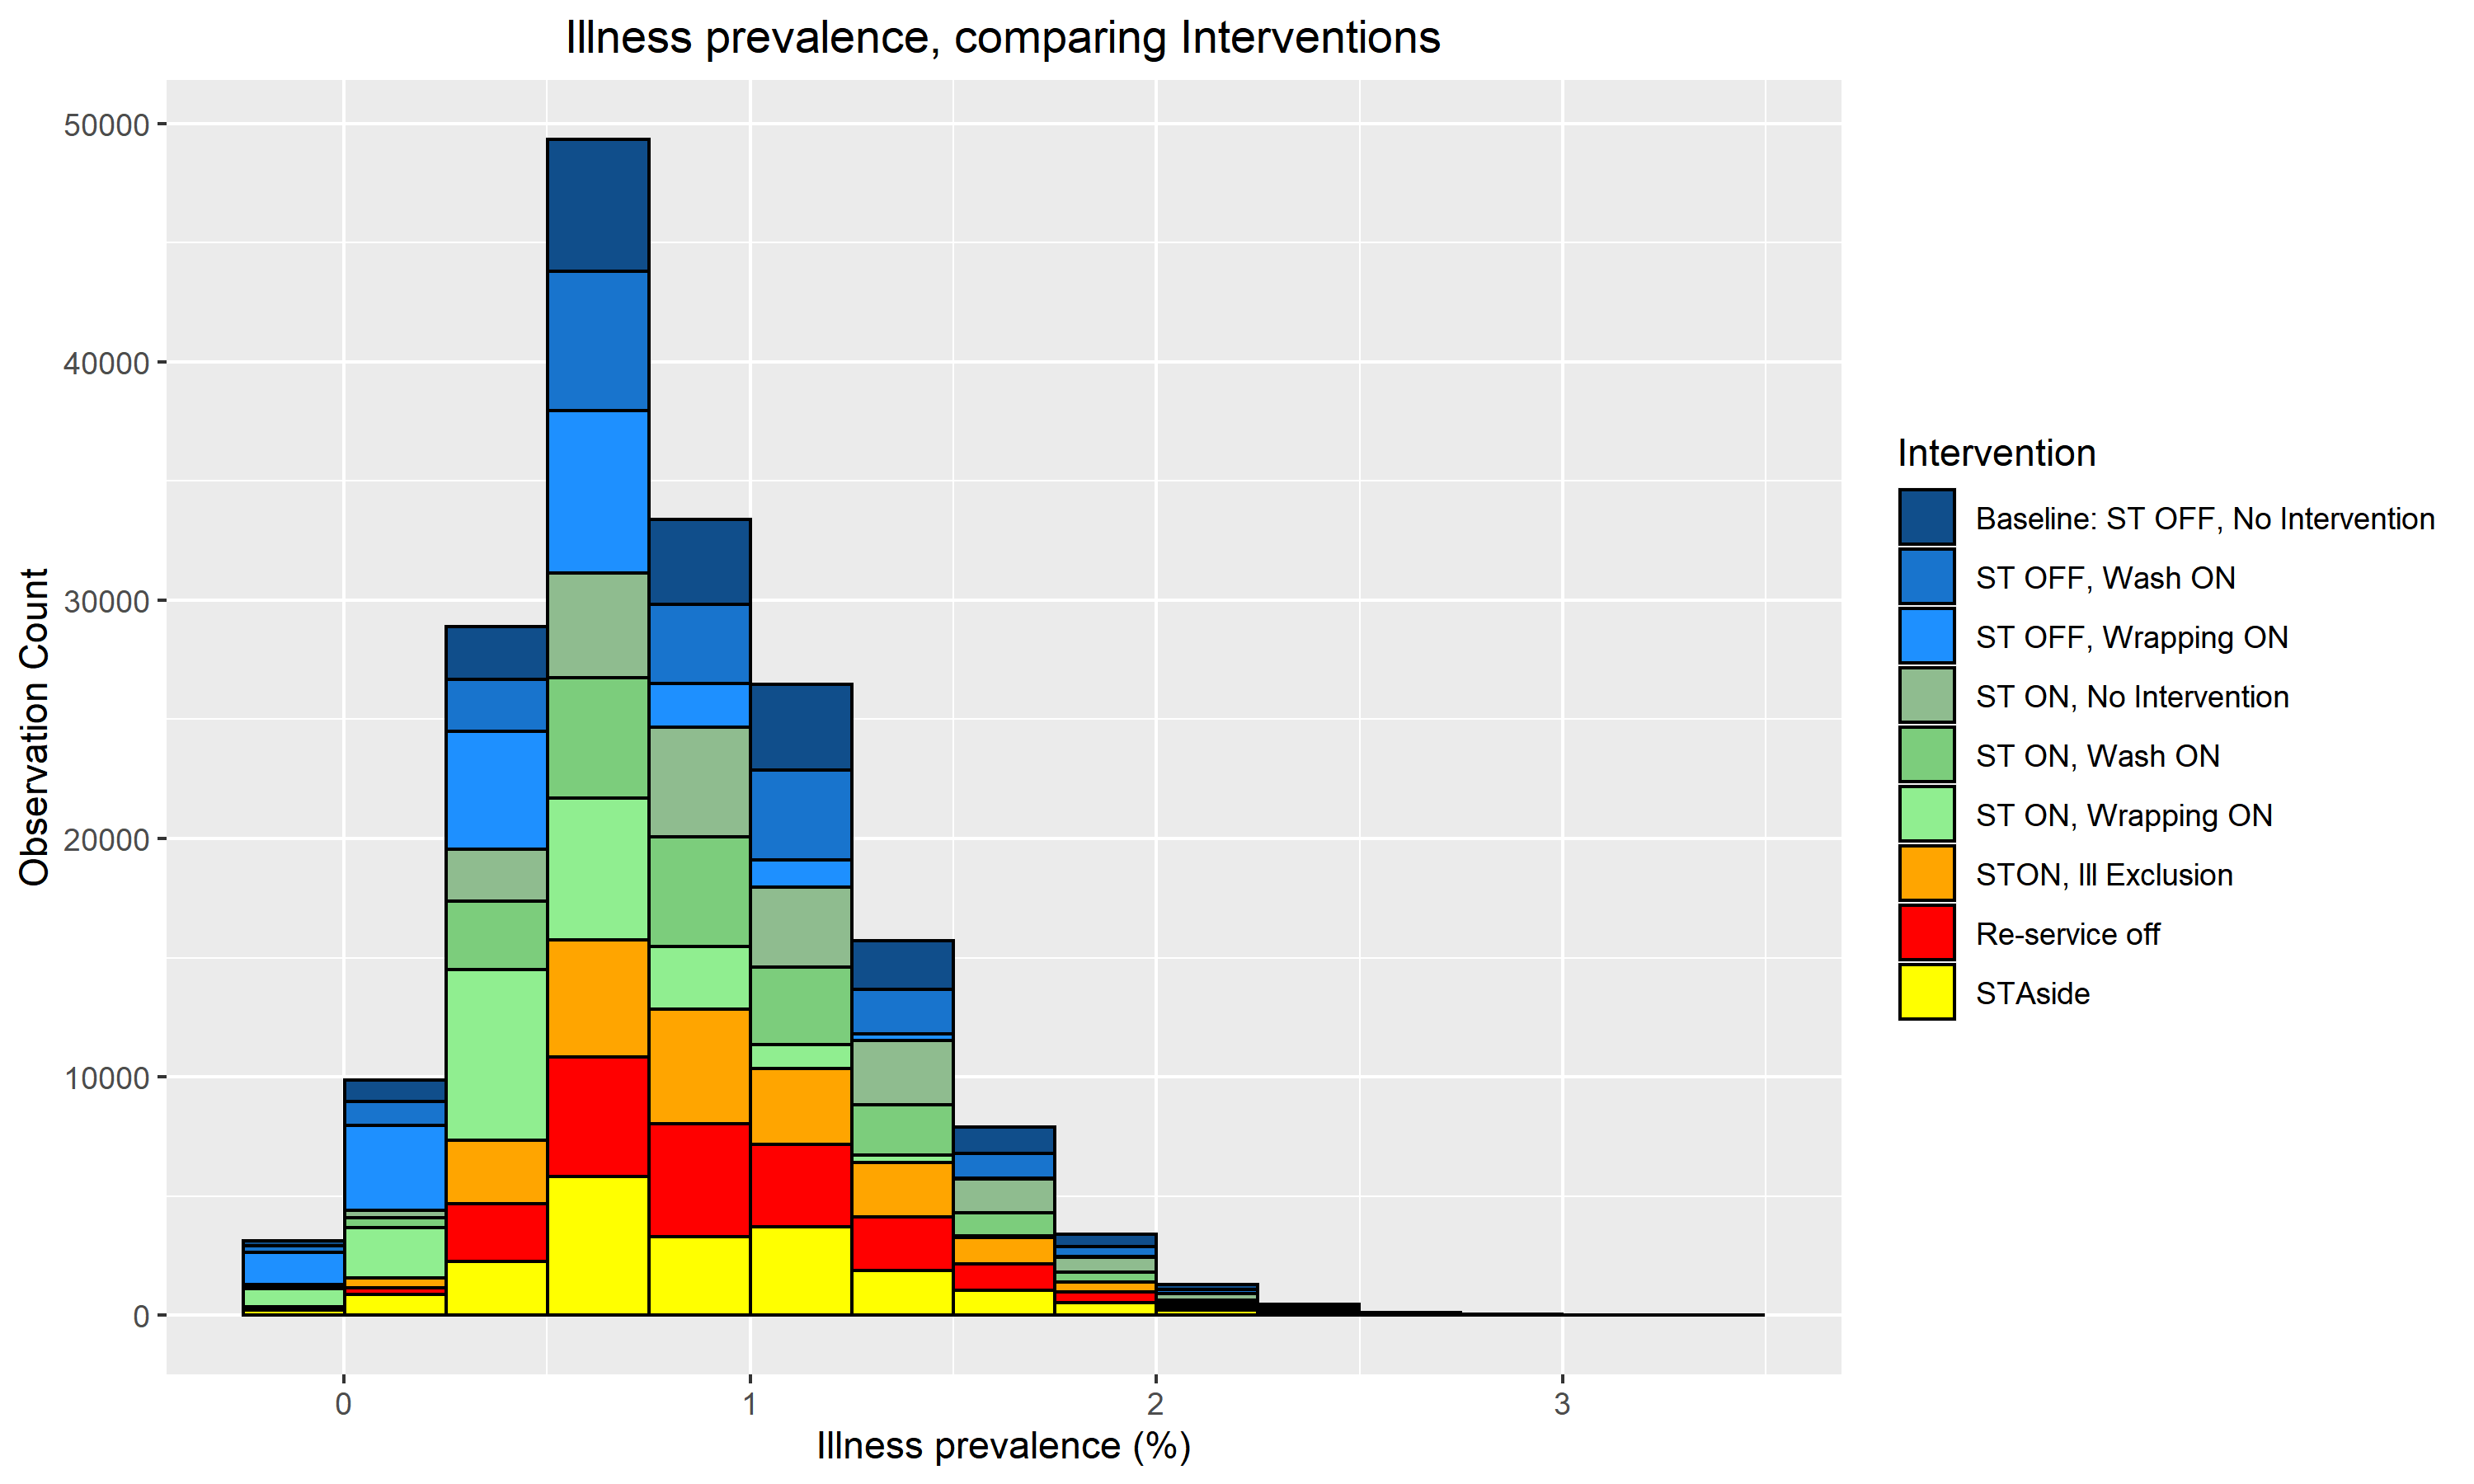 Illness prevalence, comparing Interventions
Observation Count
50000
40000
30000
20000
10000
0
0
1
2
3
Illness prevalence (%)
Intervention
Baseline: ST OFF, No Intervention
ST OFF, Wash ON
ST OFF, Wrapping ON
ST ON, No Intervention
ST ON, Wash ON
ST ON, Wrapping ON
STON, Ill Exclusion
Re-service off
STAside